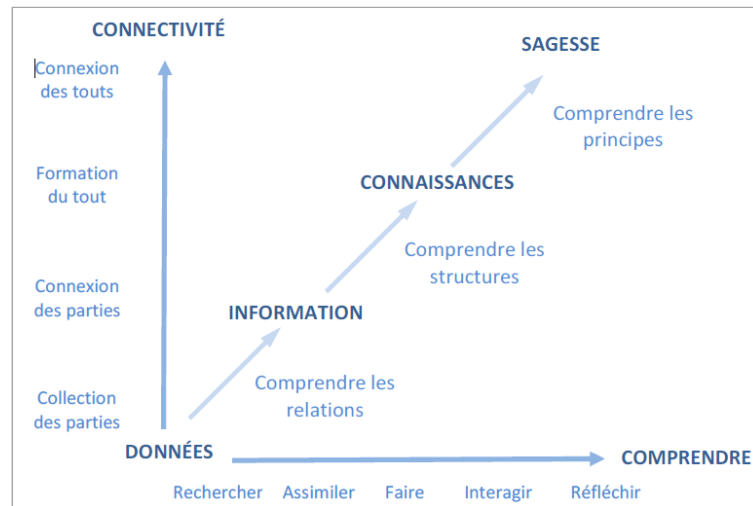 CONNECTIVITÉ
SAGESSE
Connexion
des touts
Comprendre les
principes
Formation
du tout
CONNAISSANCES
Comprendre les
structures
Connexion
des parties
INFORMATION
Comprendre les
relations
Collection
des parties
DONNÉES
COMPRENDRE
Rechercher Assimiler Faire Interagir Réfléchir